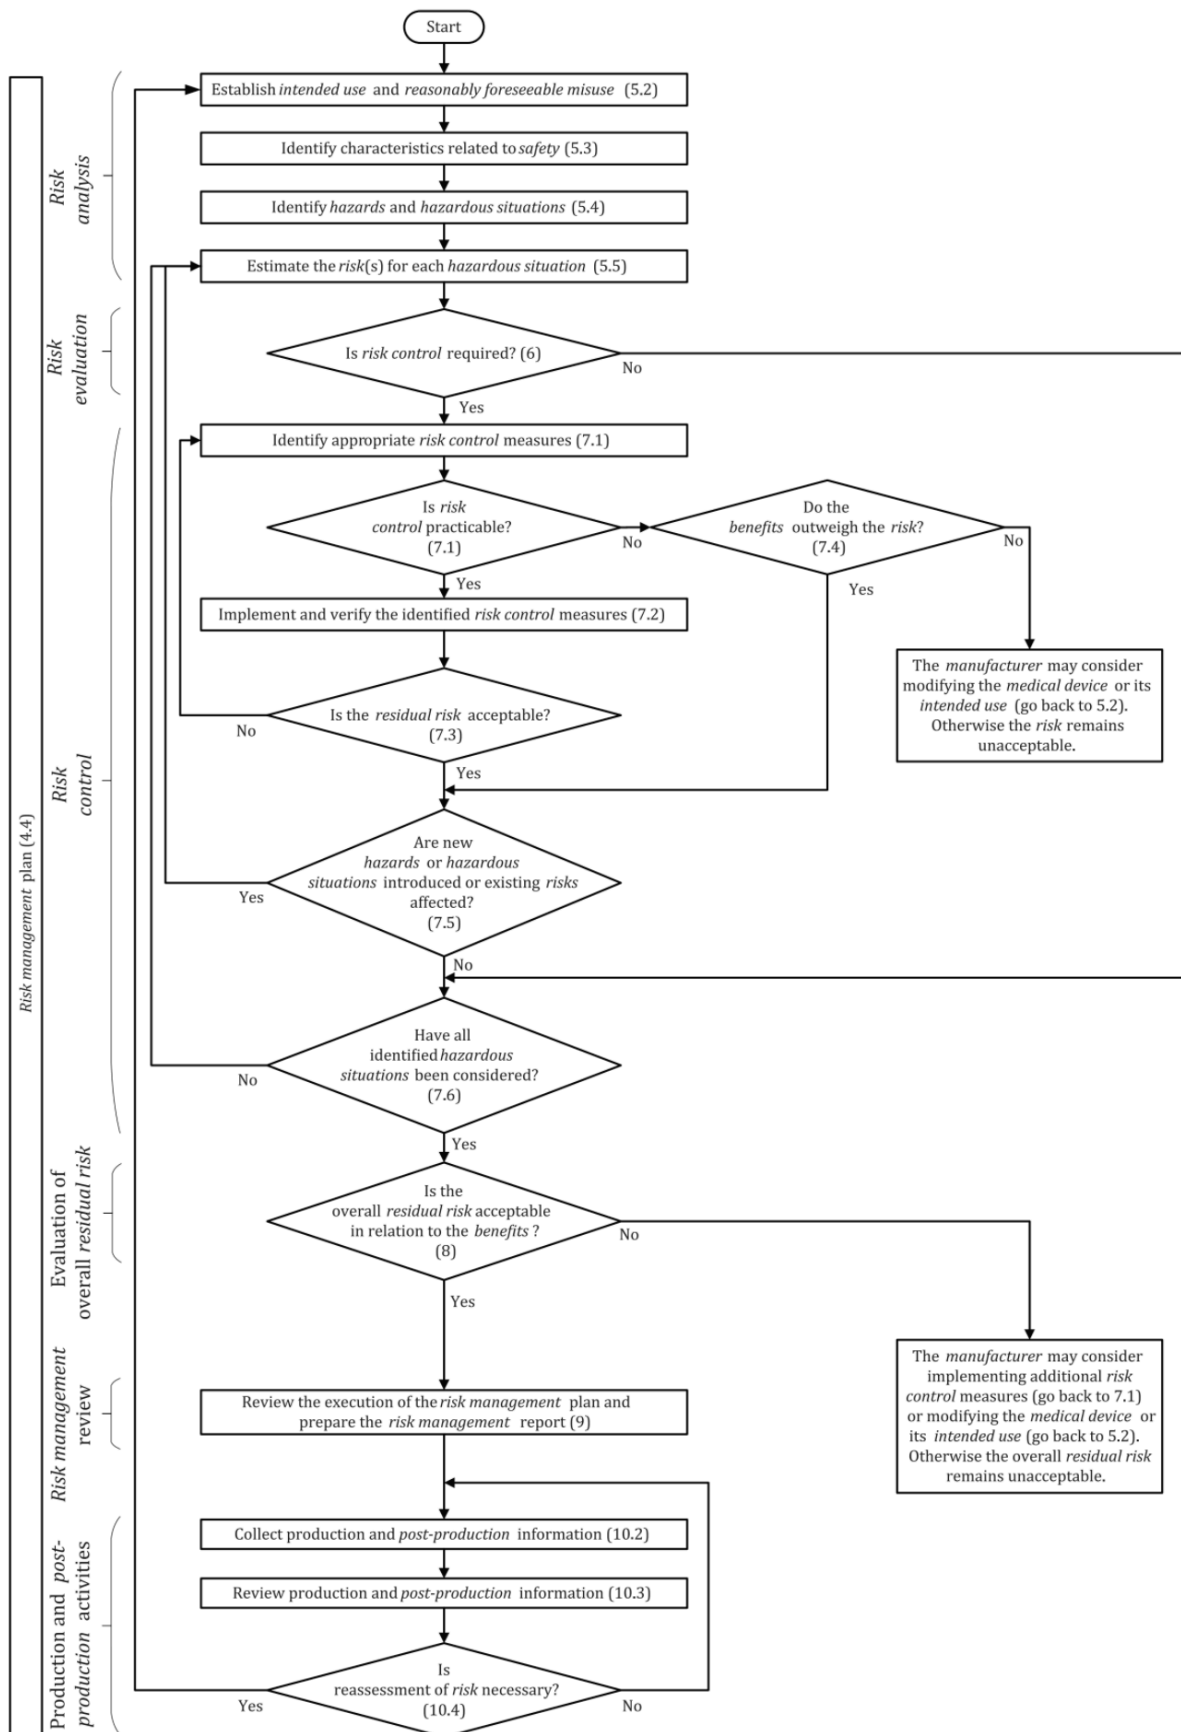 Start
Risk management plan (4.4)
Risk
analysis
Establish intended use and reasonably foreseeable misuse (5.2)
Identify characteristics related to safety (5.3)
Identify hazards and hazardous situations (5.4)
Estimate the risk(s) for each hazardous situation (5.5)
Risk
evaluation
Is risk control required? (6)
No
Yes
Risk
control
Identify appropriate risk control measures (7.1)
Is risk
control practicable?
(7.1)
No
Yes
Do the
benefits outweigh the risk?
(7.4)
No
Yes
Implement and verify the identified risk control measures (7.2)
The manufacturer may consider
modifying the medical device or its
intended use (go back to 5.2).
Otherwise the risk remains
unacceptable.
Is the residual risk acceptable?
(7.3)
No
Yes
Are new
hazards or hazardous
situations introduced or existing risks
affected?
(7.5)
Yes
No
Have all
identified hazardous
situations been considered?
(7.6)
No
Yes
Evaluation of
overall residual risk
Is the
overall residual risk acceptable
in relation to the benefits ?
(8)
No
Yes
The manufacturer may consider
implementing additional risk
control measures (go back to 7.1)
or modifying the medical device or
its intended use (go back to 5.2).
Otherwise the overall residual risk
remains unacceptable.
Risk management
review
Review the execution of the risk management plan and
prepare the risk management report (9)
Production and post-
production activities
Collect production and post-production information (10.2)
Review production and post-production information (10.3)
Is
reassessment of risk necessary?
(10.4)
Yes
No